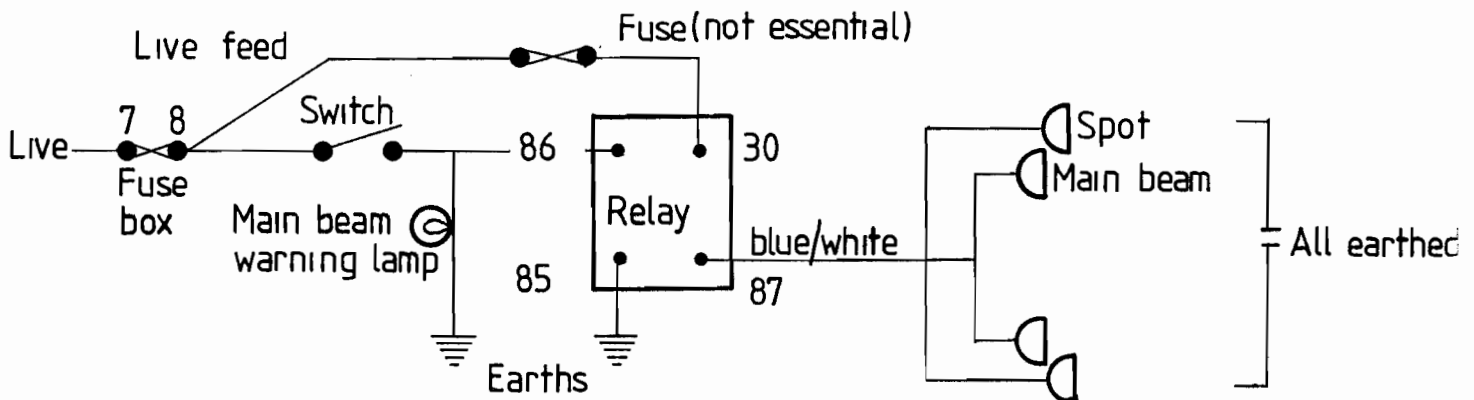 Fuse(not essential)
Live feed
7 8
Switch
Live
Fuse
box
86
30
Spot
Main beam
Main beam
warning lamp
Relay
blue/white
All earthed
85
87
Earths